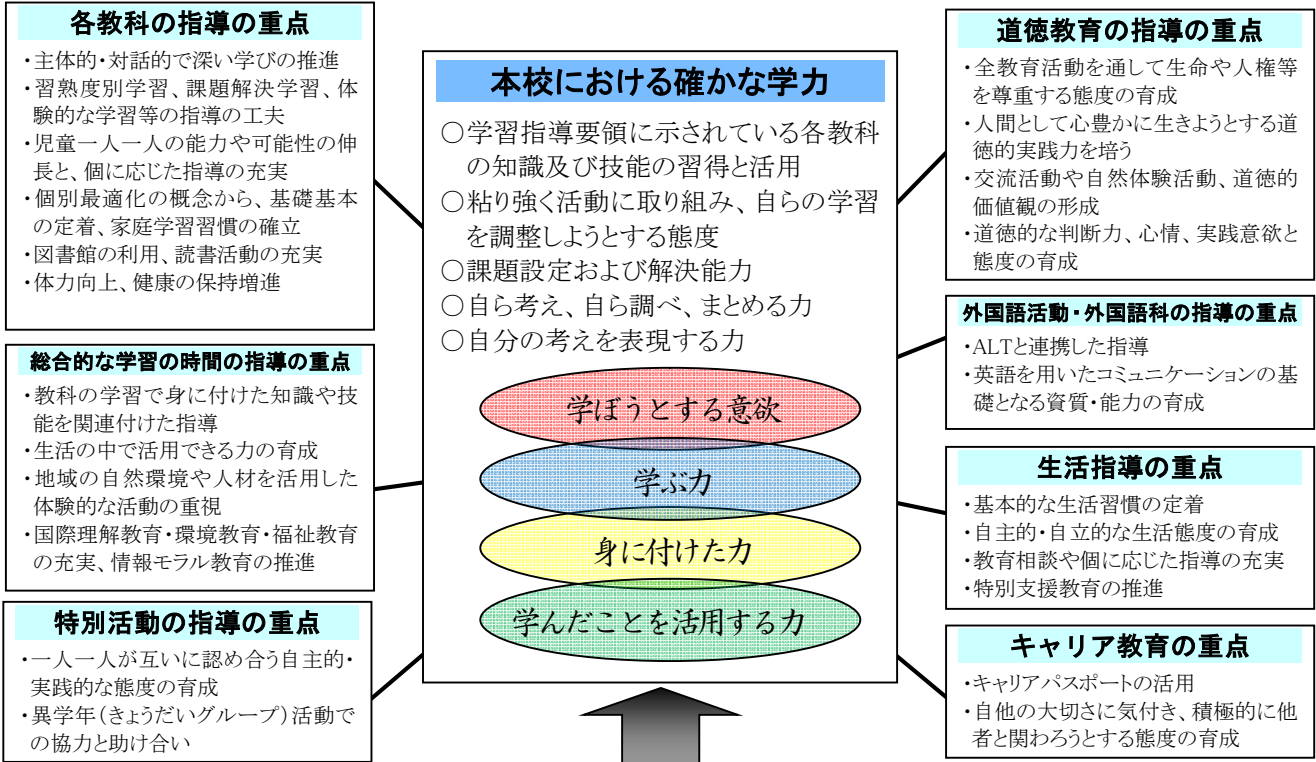 各教科の指導の重点
・主体的・対話的で深い学びの推進
・習熟度別学習、課題解決学習、体
験的な学習等の指導の工夫
・児童一人一人の能力や可能性の伸
長と、個に応じた指導の充実
・個別最適化の概念から、基礎基本
の定着、家庭学習習慣の確立
・図書館の利用、読書活動の充実
・体力向上、健康の保持増進
総合的な学習の時間の指導の重点
・教科の学習で身に付けた知識や技
能を関連付けた指導
・生活の中で活用できる力の育成
・地域の自然環境や人材を活用した
体験的な活動の重視
・国際理解教育・環境教育・福祉教育
の充実、情報モラル教育の推進
特別活動の指導の重点
・一人一人が互いに認め合う自主的・
実践的な態度の育成
・異学年(きょうだいグループ)活動で
の協力と助け合い
本校における確かな学力
○学習指導要領に示されている各教科
の知識及び技能の習得と活用
○粘り強く活動に取り組み、自らの学習
を調整しようとする態度
○課題設定および解決能力
○自ら考え、自ら調べ、まとめる力
○自分の考えを表現する力
学ぼうとする意欲
学ぶ力
身に付けた力
学んだことを活用する力
道徳教育の指導の重点
・全教育活動を通して生命や人権等
を尊重する態度の育成
・人間として心豊かに生きようとする道
徳的実践力を培う
・交流活動や自然体験活動、道徳的
価値観の形成
・道徳的な判断力、心情、実践意欲と
態度の育成
外国語活動・外国語科の指導の重点
・ALTと連携した指導
・英語を用いたコミュニケーションの基
礎となる資質・能力の育成
生活指導の重点
・基本的な生活習慣の定着
・自主的・自立的な生活態度の育成
・教育相談や個に応じた指導の充実
・特別支援教育の推進
キャリア教育の重点
・キャリアパスポートの活用
・自他の大切さに気付き、積極的に他
者と関わろうとする態度の育成